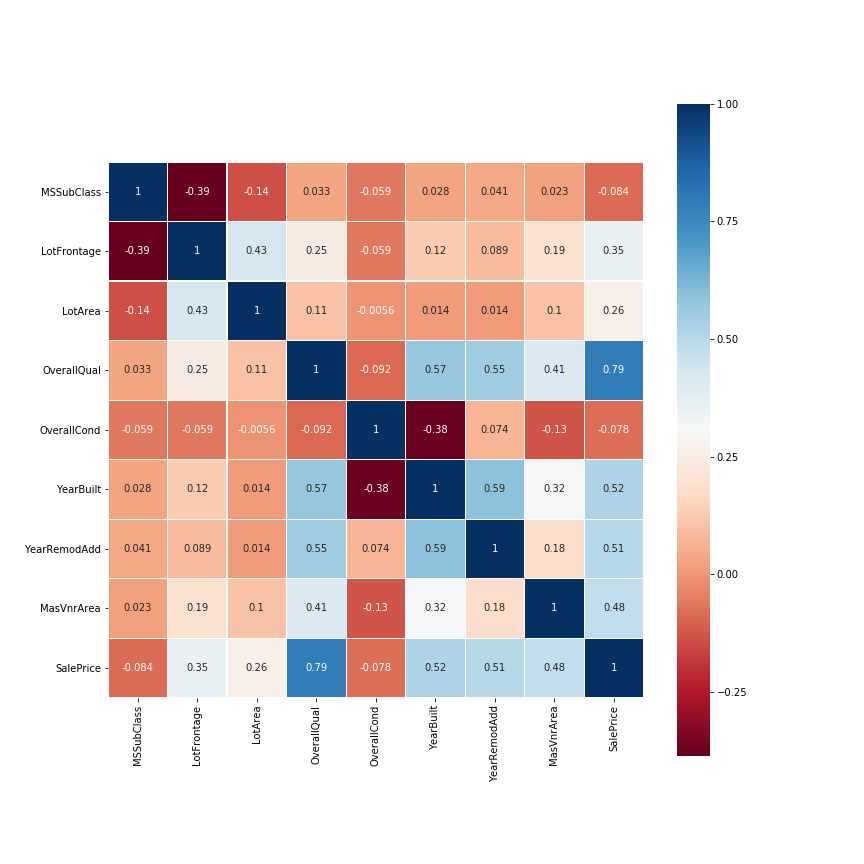 1.00
MSSubClass 1 -0.39 -0.14 0.033 -0.059 0.028 0.041 0.023 -0.084
0.75
LotFrontage -0.39 1 0.43 0.25 -0.059 0.12 0.089 0.19 0.35
LotArea -0.14 0.43 1 0.11 -0.0056 0.014 0.014 0.1 0.26
0.50
OverallQual 0.033 0.25 0.11 1 -0.092 0.57 0.55 0.41 0.79
OverallCond -0.059 -0.059 -0.0056 -0.092 1 -0.38 0.074 -0.13 -0.078
0.25
YearBuilt 0.028 0.12 0.014 0.57 -0.38 1 0.59 0.32 0.52
YearRemodAdd 0.041 0.089 0.014 0.55 0.074 0.59 1 0.18 0.51
0.00
MasVnrArea 0.023 0.19 0.1 0.41 -0.13 0.32 0.18 1 0.48
SalePrice -0.084 0.35 0.26 0.79 -0.078 0.52 0.51 0.48 1
−0.25
MSSubClass
LotFrontage
LotArea
OverallQual
OverallCond
YearBuilt
YearRemodAdd
MasVnrArea
SalePrice